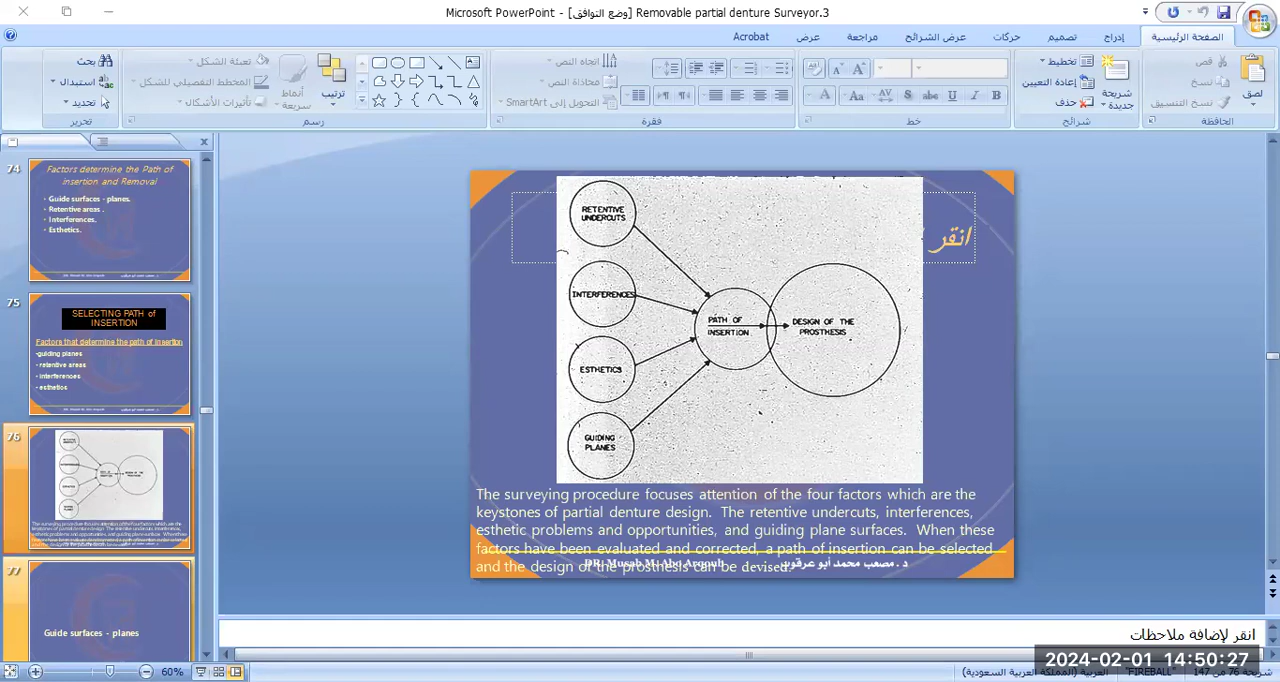 Microsoft PowerPoint - [وضع التوافق] Removable partial denture Surveyor.3
الصفحة الرئيسية
إدراج
تصميم
حركات
عرض الشرائح
مراجعة
عرض
Acrobat
لصق
قص
نسخ
نسخ التنسيق
الحافظة
شريحة جديدة
تخطيط
إعادة التعيين
حذف
شرائح
خط
اتجاه النص
محاذاة النص
التحويل إلى SmartArt
فقرة
ترتيب
أنماط سريعة
تعبئة الشكل
المخطط التفصيلي للشكل
تأثيرات الأشكال
رسم
بحث
استبدال
تحديد
تحرير
74
Factors determine the Path of
insertion and Removal
• Guide surfaces - planes.
• Retentive areas .
• Interferences.
• Esthetics.
75
SELECTING PATH of
INSERTION
Factors that determine the path of insertion
-guiding planes
• retentive areas
• interferences
• esthetics
76
77
Guide surfaces - planes
انقر
RETENTIVE
UNDERCUTS
INTERFERENCES
ESTHETICS
GUIDING
PLANES
PATH OF
INSERTION
DESIGN OF THE
PROSTHESIS
The surveying procedure focuses attention of the four factors which are the
keystones of partial denture design. The retentive undercuts, interferences,
esthetic problems and opportunities, and guiding plane surfaces. When these
factors have been evaluated and corrected, a path of insertion can be selected
and the design of the prosthesis can be devised.
DR. Musab M. Abo Arqoub
د. مصعب محمد أبو عرقوب
انقر لإضافة ملاحظات
2024-02-01 14:50:27
شريحة 76 من 147
"FIREBALL"
العربية (المملكة العربية السعودية)
60%